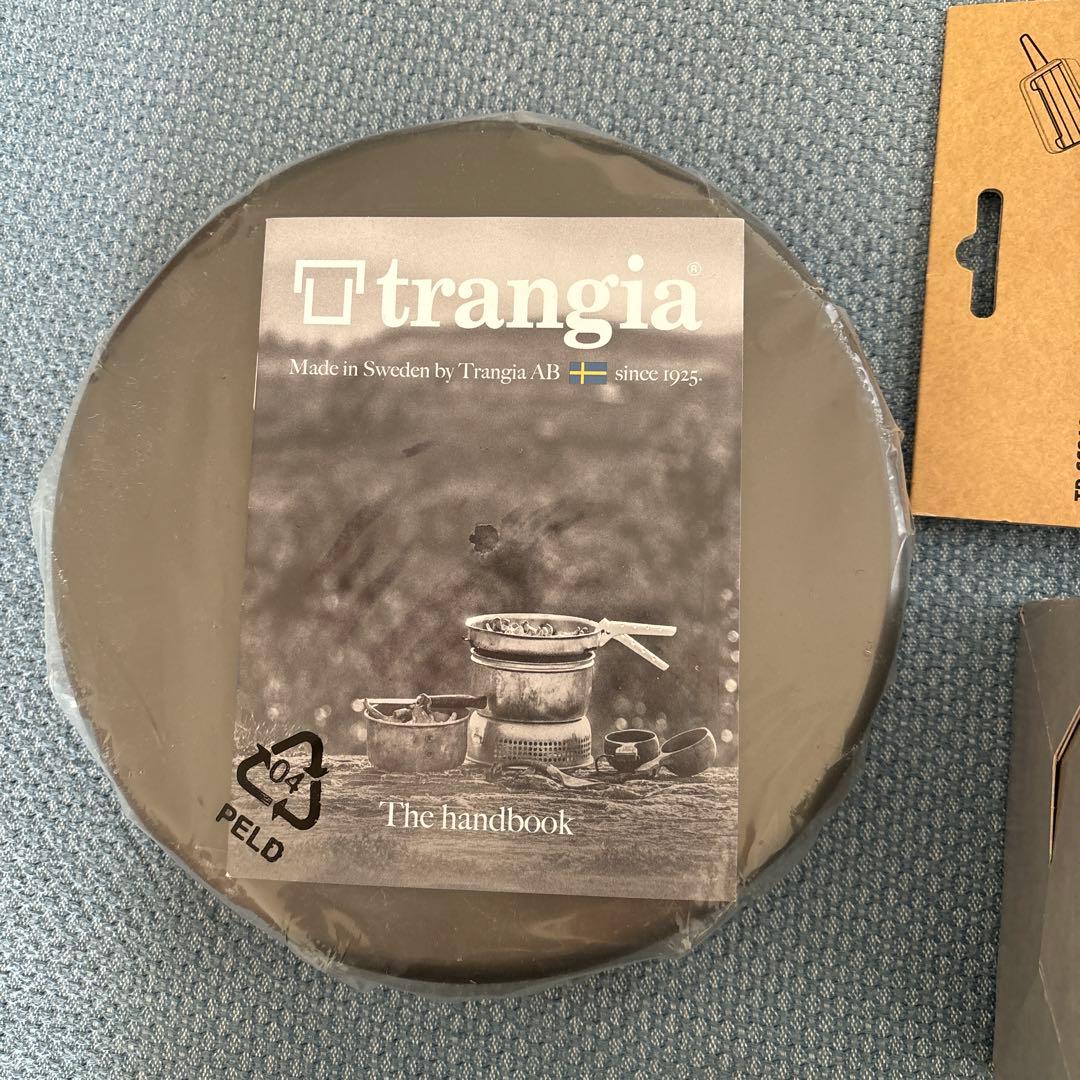 trangia®
Made in Sweden by Trangia AB since 1925.
04
PELD
The handbook